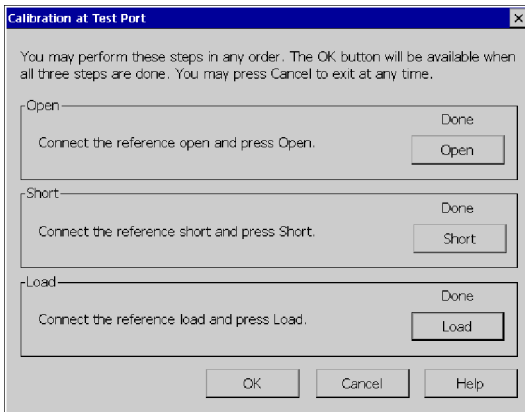 Calibration at Test Port
You may perform these steps in any order. The OK button will be available when
all three steps are done. You may press Cancel to exit at any time.
Open
Done
Connect the reference open and press Open.
Open
Short
Done
Connect the reference short and press Short.
Short
Load
Done
Connect the reference load and press Load.
Load
OK Cancel Help